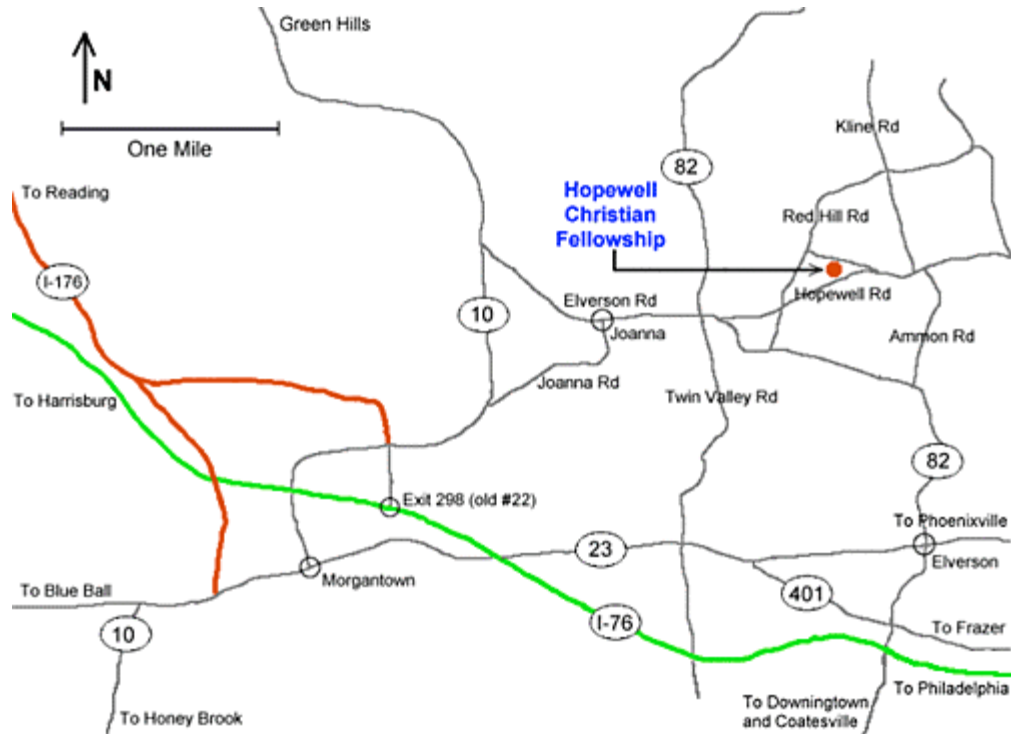 Green Hills
N
One Mile
Kline Rd
82
To Reading
Hopewell
Christian
Fellowship
Red Hill Rd
I-176
Elverson Rd
Hopewell Rd
10
Joanna
Ammon Rd
Joanna Rd
To Harrisburg
Twin Valley Rd
82
Exit 298 (old #22)
To Phoenixville
23
Elverson
Morgantown
To Blue Ball
401
10
I-76
To Frazer
To Philadelphia
To Downingtown
and Coatesville
To Honey Brook